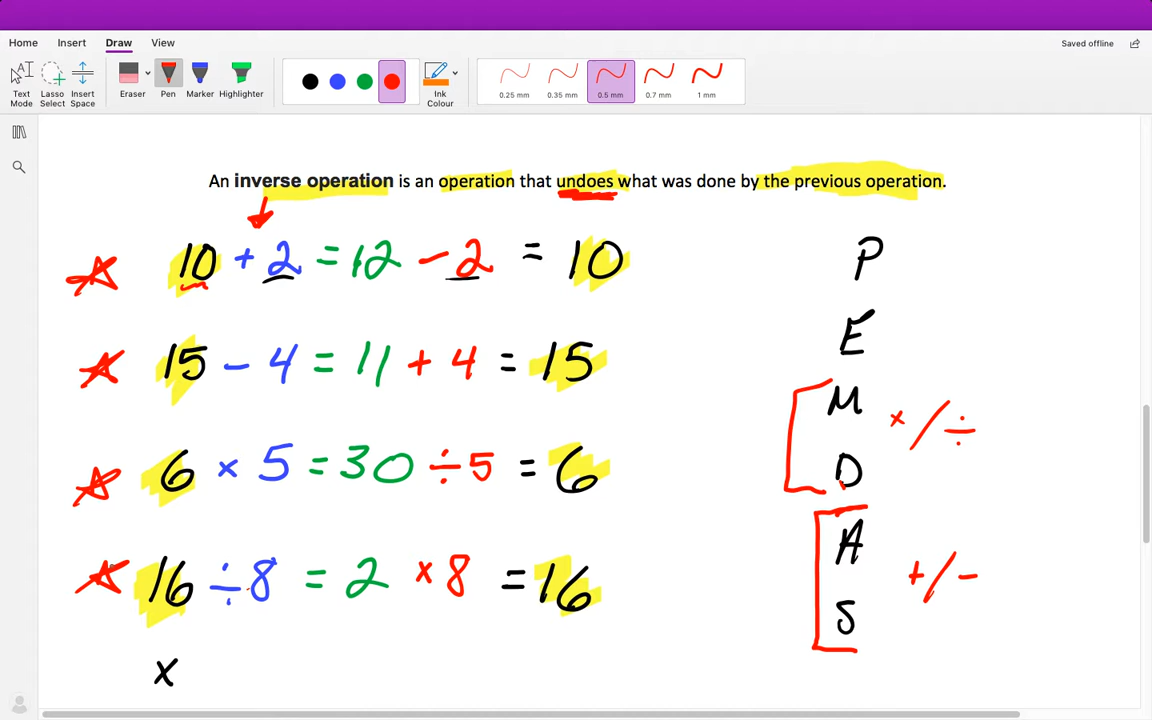 Home Insert Draw View
Saved offline
Text Mode
Lasso Select
Insert Space
Eraser
Pen
Marker
Highlighter
Ink Colour
0.25 mm
0.35 mm
0.5 mm
0.7 mm
1 mm
An inverse operation is an operation that undoes what was done by the previous operation.
10 + 2 = 12 - 2 = 10
15 - 4 = 11 + 4 = 15
6 × 5 = 30 ÷ 5 = 6
16 ÷ 8 = 2 × 8 = 16
x
P
E
M
D
×/÷
A
S
+/-